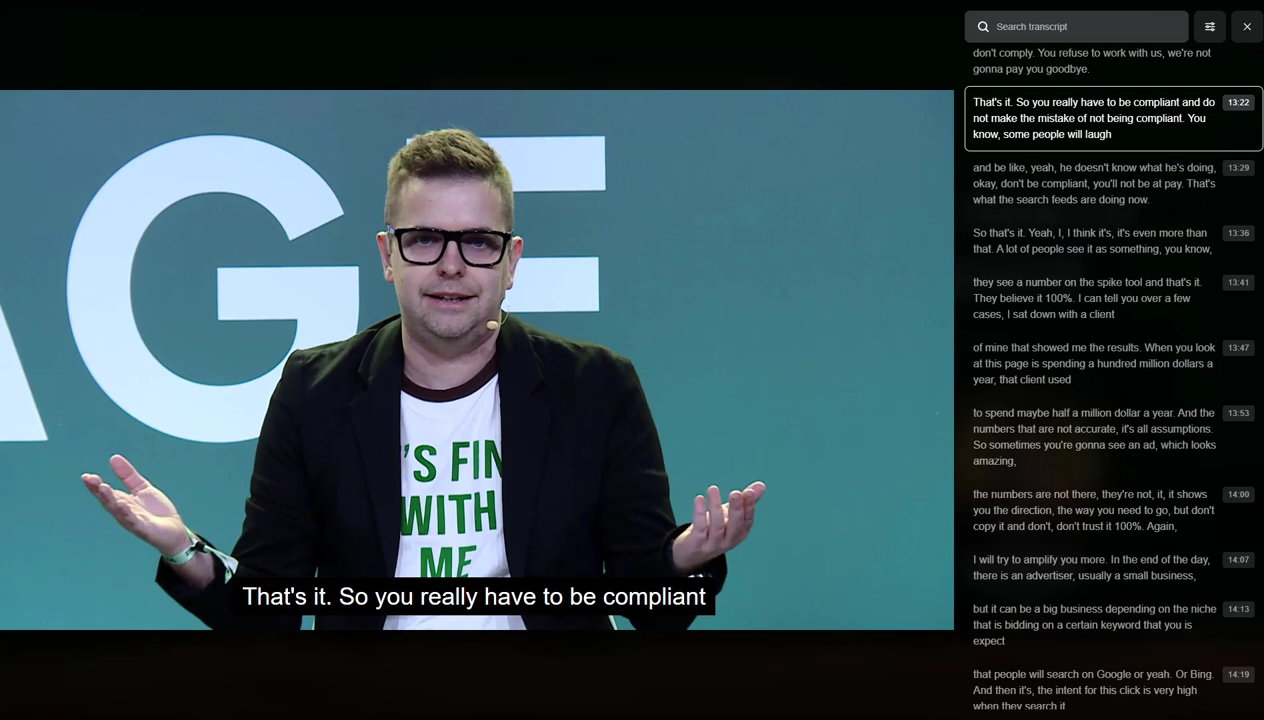 AGE
'S FIN
WITH
ME
That's it. So you really have to be compliant
Search transcript
don't comply. You refuse to work with us, we're not
gonna pay you goodbye.
That's it. So you really have to be compliant and do
13:22
not make the mistake of not being compliant. You
know, some people will laugh
and be like, yeah, he doesn't know what he's doing,
13:29
okay, don't be compliant, you'll not be at pay. That's
what the search feeds are doing now.
So that's it. Yeah, I, I think it's, it's even more than
13:36
that. A lot of people see it as something, you know,
they see a number on the spike tool and that's it.
13:41
They believe it 100%. I can tell you over a few
cases, I sat down with a client
of mine that showed me the results. When you look
13:47
at this page is spending a hundred million dollars a
year, that client used
to spend maybe half a million dollar a year. And the
13:53
numbers that are not accurate, it's all assumptions.
So sometimes you're gonna see an ad, which looks
amazing,
the numbers are not there, they're not, it, it shows
14:00
you the direction, the way you need to go, but don't
copy it and don't, don't trust it 100%. Again,
I will try to amplify you more. In the end of the day,
14:07
there is an advertiser, usually a small business,
but it can be a big business depending on the niche
14:13
that is bidding on a certain keyword that you is
expect
that people will search on Google or yeah. Or Bing.
14:19
And then it's, the intent for this click is very high
when they search it